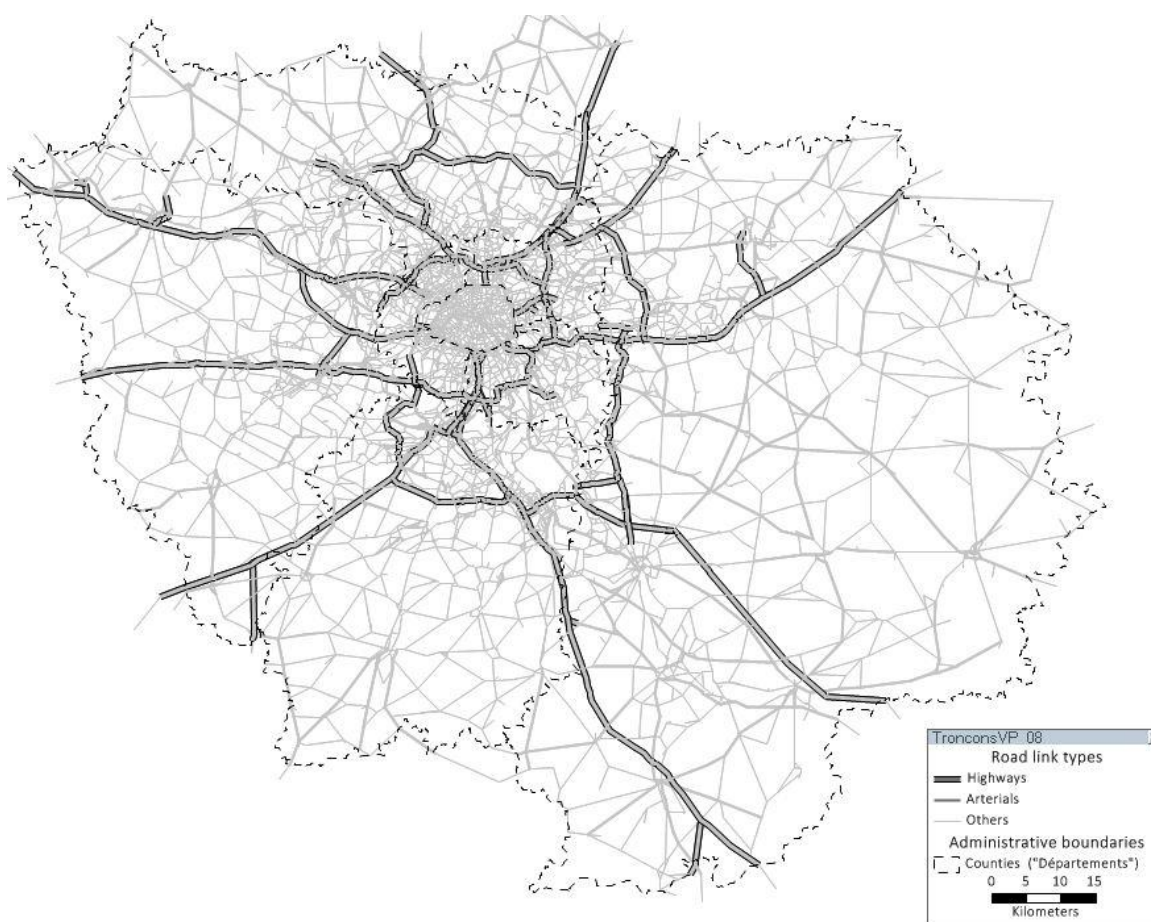 TronconsVP_08
Road link types
Highways
Arterials
Others
Administrative boundaries
Counties ("Départements")
0 5 10 15
Kilometers